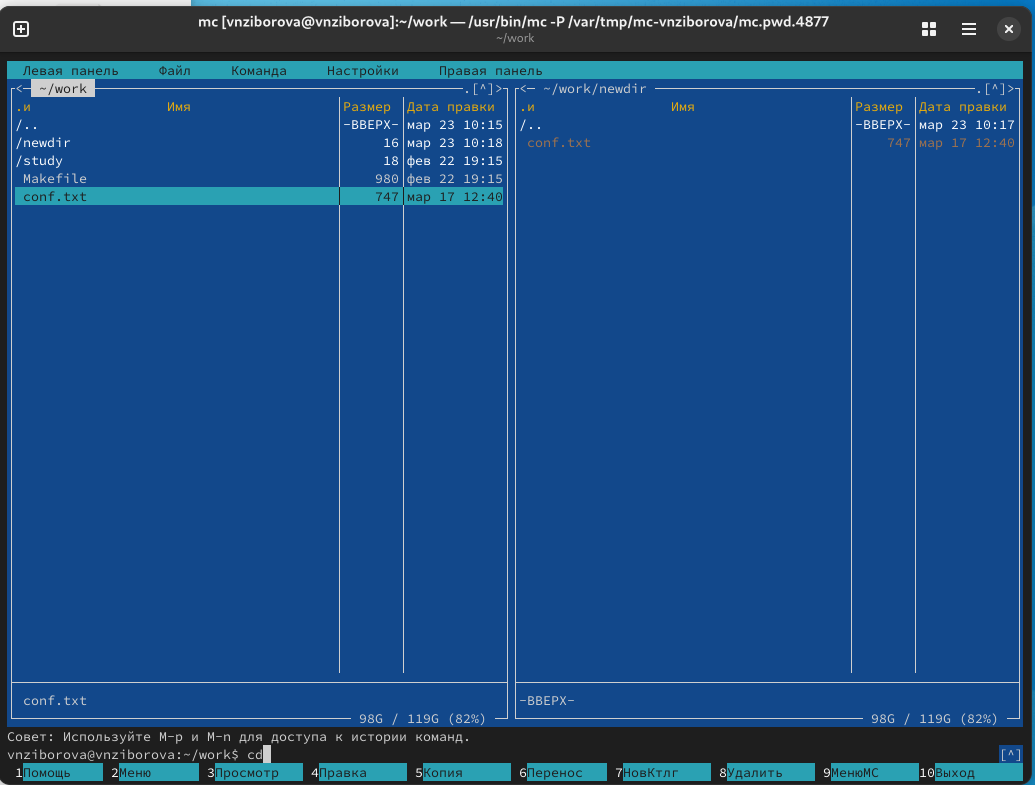 mc [vnziborova@vnziborova]:~/work — /usr/bin/mc -P /var/tmp/mc-vnziborova/mc.pwd.4877
~/work
Левая панель Файл Команда Настройки Правая панель
<─ ~/work ─.[^]>
.и Имя Размер Дата правки
/.. -ВВЕРХ- мар 23 10:15
/newdir 16 мар 23 10:18
/study 18 фев 22 19:15
Makefile 980 фев 22 19:15
conf.txt 747 мар 17 12:40
conf.txt
98G / 119G (82%)
<─ ~/work/newdir ─.[^]>
.и Имя Размер Дата правки
/.. -ВВЕРХ- мар 23 10:17
conf.txt 747 мар 17 12:40
-ВВЕРХ-
98G / 119G (82%)
Совет: Используйте M-p и M-n для доступа к истории команд.
vnziborova@vnziborova:~/work$ cd [^]
1Помощь 2Меню 3Просмотр 4Правка 5Копия 6Перенос 7НовКтлг 8Удалить 9МенюМС 10Выход